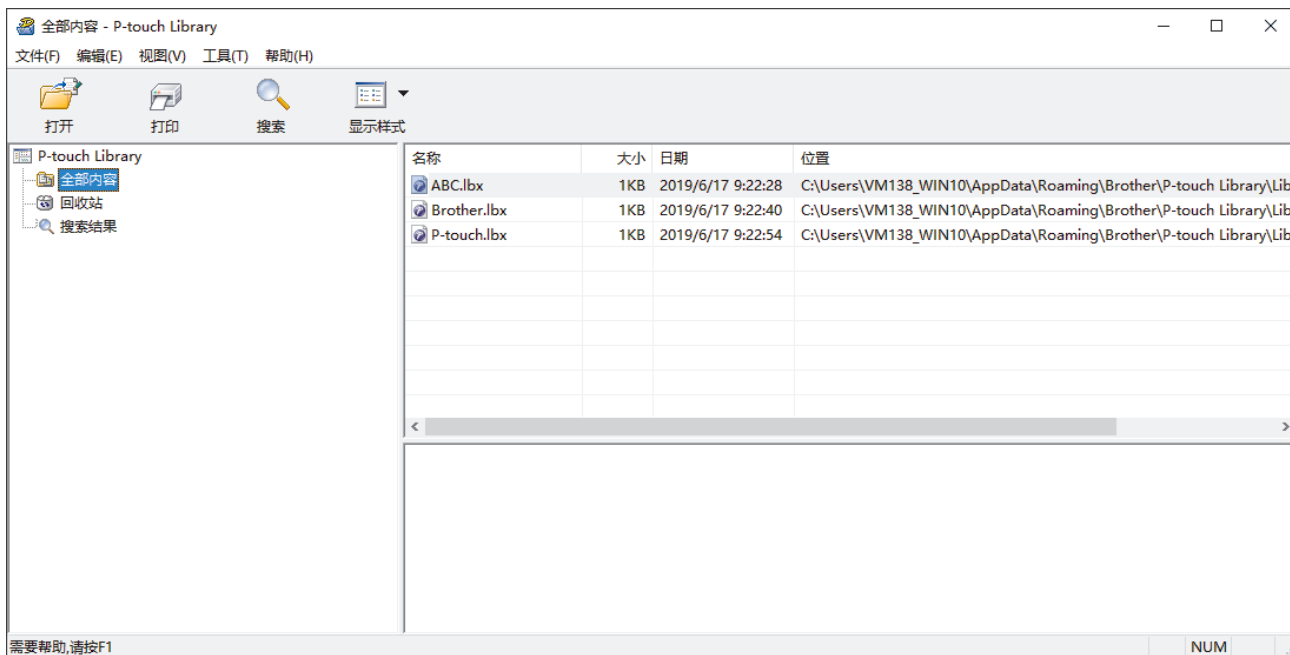 全部内容 - P-touch Library
文件(F) 编辑(E) 视图(V) 工具(T) 帮助(H)
打开 打印 搜索 显示样式
P-touch Library
全部内容
回收站
搜索结果
名称 大小 日期 位置
ABC.lbx 1KB 2019/6/17 9:22:28 C:\Users\VM138_WIN10\AppData\Roaming\Brother\P-touch Library\Lib
Brother.lbx 1KB 2019/6/17 9:22:40 C:\Users\VM138_WIN10\AppData\Roaming\Brother\P-touch Library\Lib
P-touch.lbx 1KB 2019/6/17 9:22:54 C:\Users\VM138_WIN10\AppData\Roaming\Brother\P-touch Library\Lib
需要帮助,请按F1 NUM